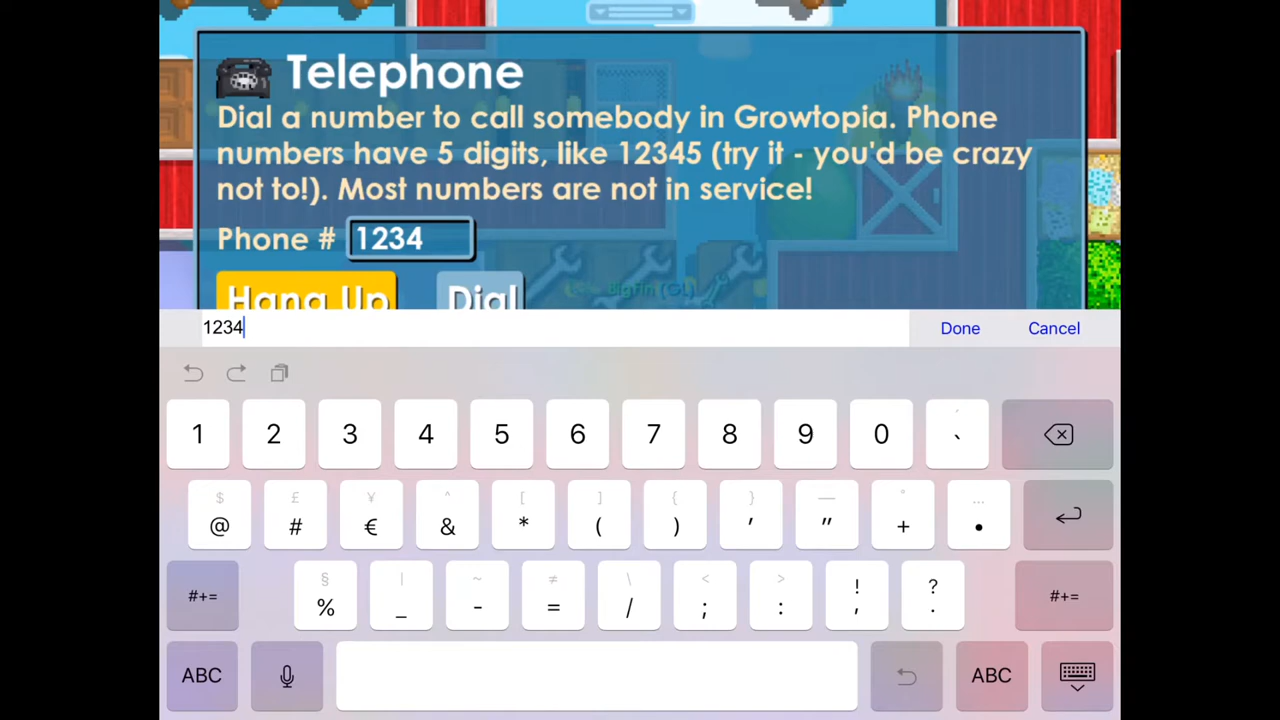 Telephone
Dial a number to call somebody in Growtopia. Phone
numbers have 5 digits, like 12345 (try it - you'd be crazy
not to!). Most numbers are not in service!
Phone # 1234
BigFin (GL)
Hang Up Dial
1234 Done Cancel
1 2 3 4 5 6 7 8 9 0 ` ´
$ £ ¥ ^ [ ] { } — ° …
@ # € & * ( ) ' " + •
§ | ~ ≠ \ < > ! ?
#+= % _ - = / ; : , . #+=
ABC ABC